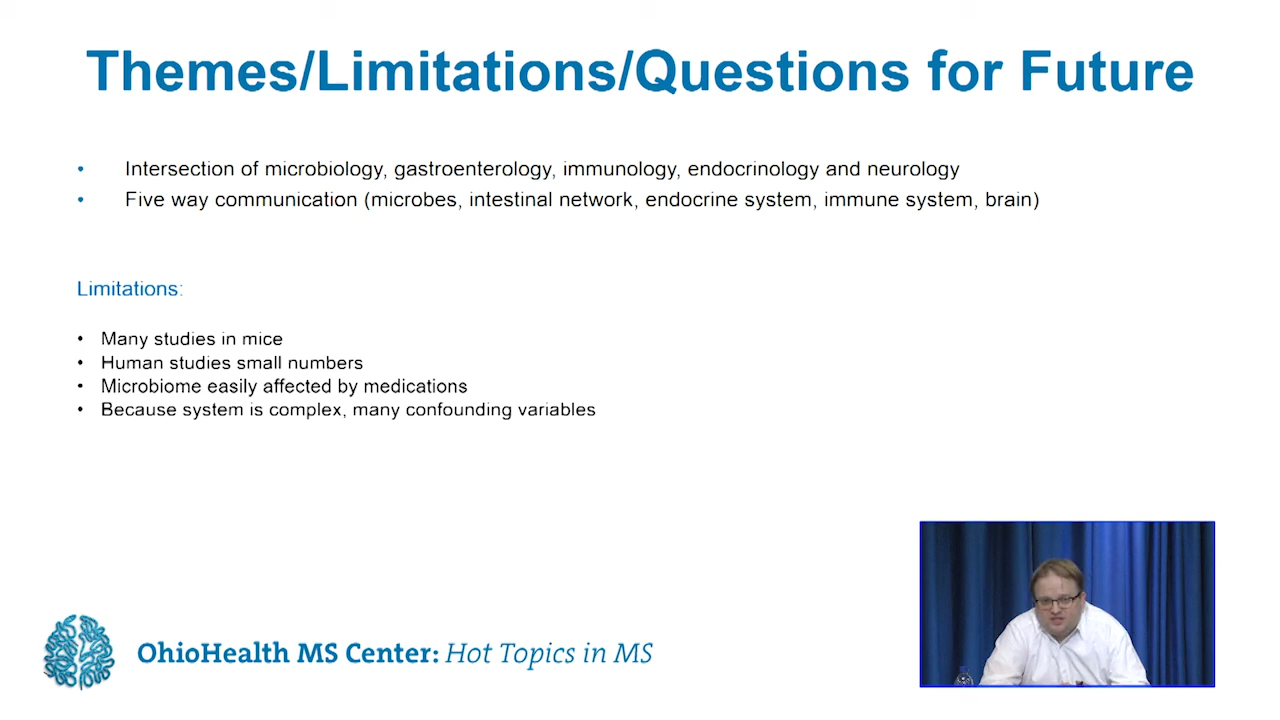 Themes/Limitations/Questions for Future
• Intersection of microbiology, gastroenterology, immunology, endocrinology and neurology
• Five way communication (microbes, intestinal network, endocrine system, immune system, brain)
Limitations:
• Many studies in mice
• Human studies small numbers
• Microbiome easily affected by medications
• Because system is complex, many confounding variables
OhioHealth MS Center: Hot Topics in MS